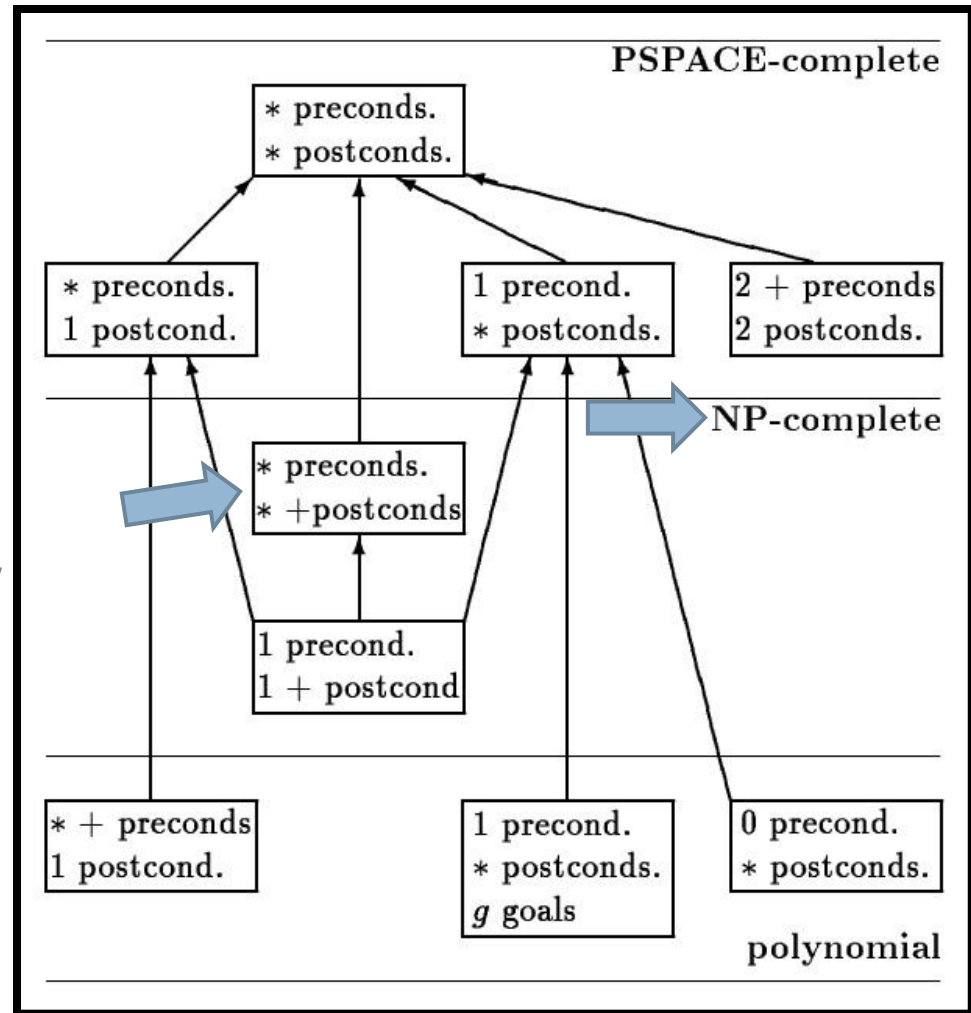 PSPACE-complete
* preconds.
* postconds.
* preconds.
1 postcond.
1 precond.
* postconds.
2 + preconds
2 postconds.
NP-complete
* preconds.
* +postconds
1 precond.
1 + postcond
* + preconds
1 postcond.
1 precond.
* postconds.
g goals
0 precond.
* postconds.
polynomial